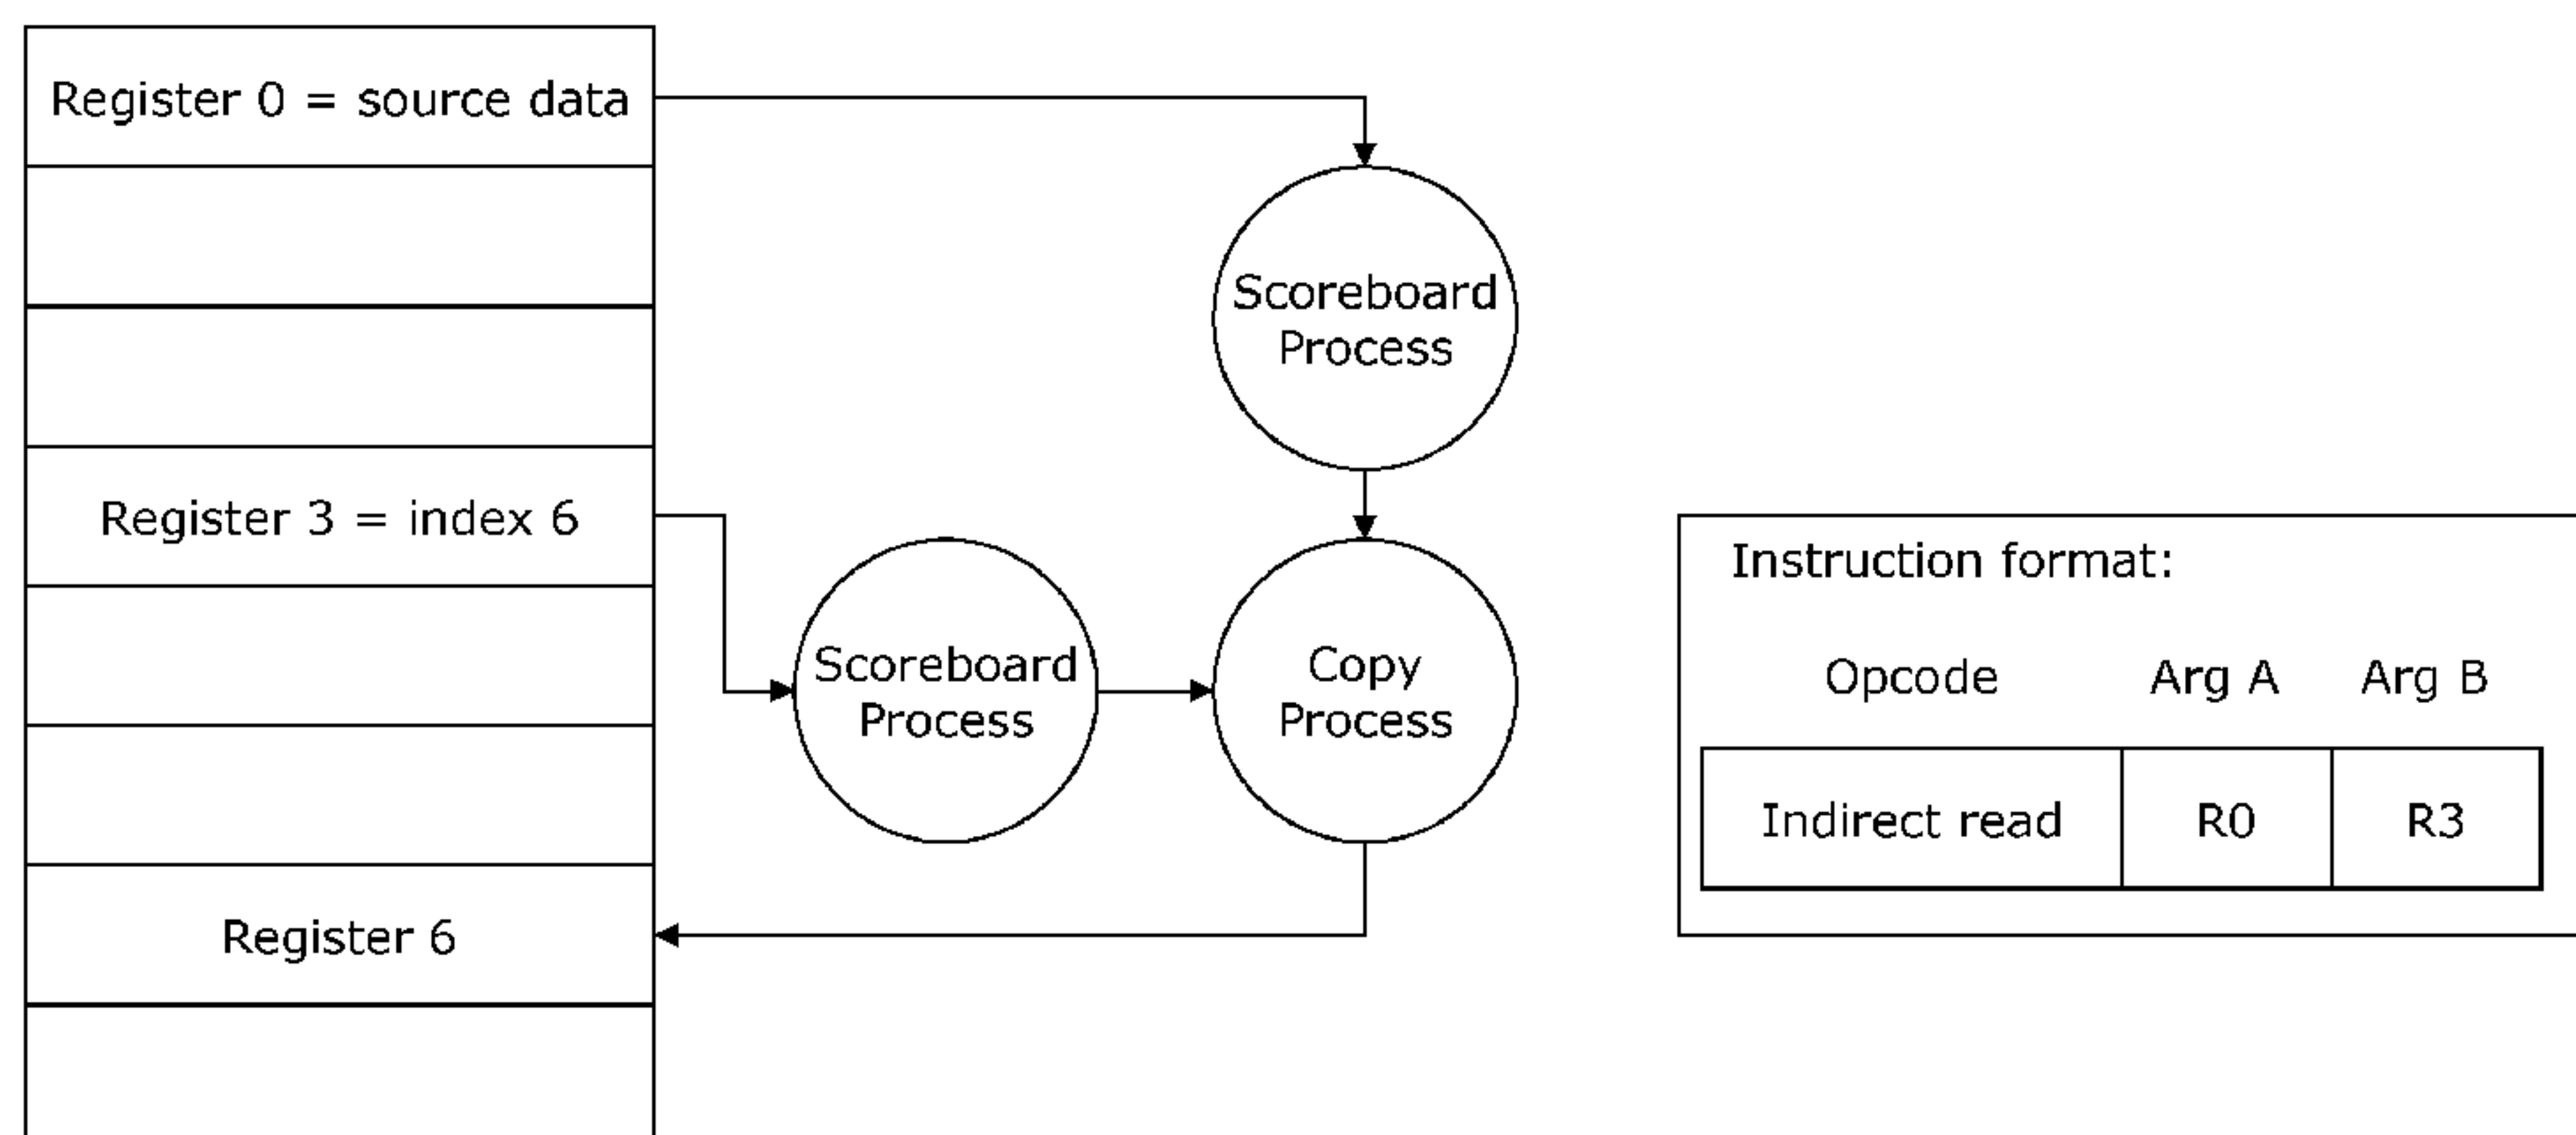 Register 0 = source data
Scoreboard
Process
Register 3 = index 6
Scoreboard
Process
Copy
Process
Register 6
Instruction format:
Opcode Arg A Arg B
Indirect read R0 R3